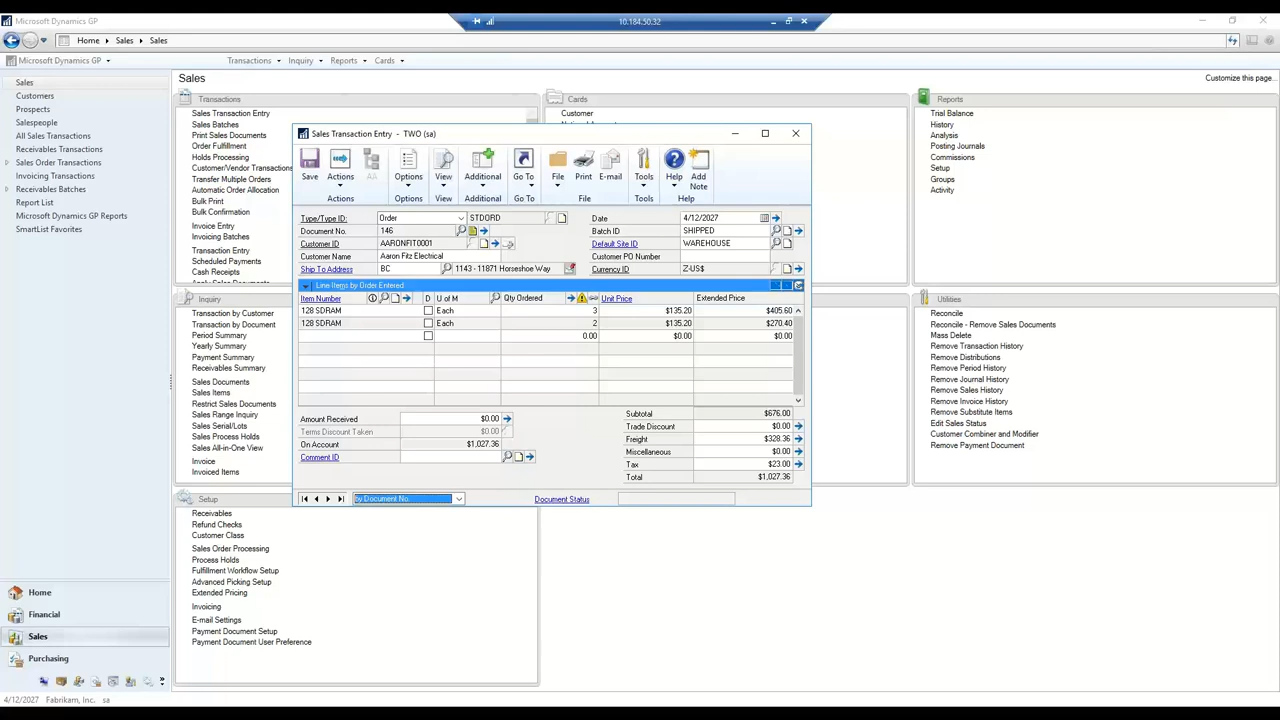 Microsoft Dynamics GP
10.184.50.32
Home Sales Sales
Microsoft Dynamics GP Transactions Inquiry Reports Cards
Sales
Customers
Prospects
Salespeople
All Sales Transactions
Receivables Transactions
Sales Order Transactions
Invoicing Transactions
Receivables Batches
Report List
Microsoft Dynamics GP Reports
SmartList Favorites
Home
Financial
Sales
Purchasing
Sales
Customize this page...
Transactions
Sales Transaction Entry
Sales Batches
Print Sales Documents
Order Fulfillment
Holds Processing
Customer/Vendor Transactions
Transfer Multiple Orders
Automatic Order Allocation
Bulk Print
Bulk Confirmation
Invoice Entry
Invoicing Batches
Transaction Entry
Scheduled Payments
Cash Receipts
Inquiry
Transaction by Customer
Transaction by Document
Period Summary
Yearly Summary
Payment Summary
Receivables Summary
Sales Documents
Sales Items
Restrict Sales Documents
Sales Range Inquiry
Sales Serial/Lots
Sales Process Holds
Sales All-in-One View
Invoice
Invoiced Items
Setup
Receivables
Refund Checks
Customer Class
Sales Order Processing
Process Holds
Fulfillment Workflow Setup
Advanced Picking Setup
Extended Pricing
Invoicing
E-mail Settings
Payment Document Setup
Payment Document User Preference
Cards
Customer
Reports
Trial Balance
History
Analysis
Posting Journals
Commissions
Setup
Groups
Activity
Utilities
Reconcile
Reconcile - Remove Sales Documents
Mass Delete
Remove Transaction History
Remove Distributions
Remove Period History
Remove Journal History
Remove Sales History
Remove Invoice History
Remove Substitute Items
Edit Sales Status
Customer Combiner and Modifier
Remove Payment Document
Sales Transaction Entry - TWO (sa)
Save Actions Options View Additional Go To File Print E-mail Tools Help Add Note
Actions Options View Additional Go To File Tools Help
Type/Type ID: Order STDORD Date 4/12/2027
Document No. 146 Batch ID SHIPPED
Customer ID AARONFIT0001 Default Site ID WAREHOUSE
Customer Name Aaron Fitz Electrical Customer PO Number
Ship To Address BC 1143 - 11871 Horseshoe Way Currency ID Z-US$
Line Items by Order Entered
Item Number D U of M Qty Ordered Unit Price Extended Price
128 SDRAM Each 3 $135.20 $405.60
128 SDRAM Each 2 $135.20 $270.40
0.00 $0.00 $0.00
Amount Received $0.00
Terms Discount Taken $0.00
On Account $1,027.36
Comment ID
Subtotal $676.00
Trade Discount $0.00
Freight $328.36
Miscellaneous $0.00
Tax $23.00
Total $1,027.36
by Document No. Document Status
4/12/2027 Fabrikam, Inc. sa